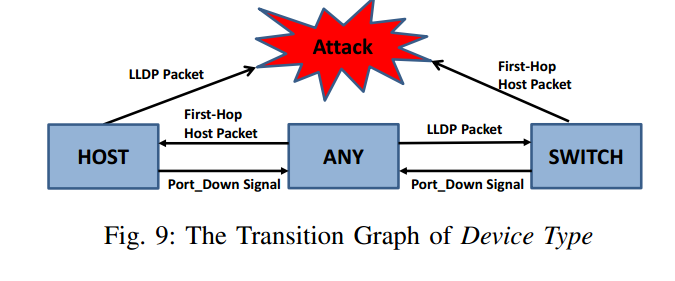 Attack
LLDP Packet
First-Hop
Host Packet
First-Hop
Host Packet
LLDP Packet
HOST
ANY
SWITCH
Port_Down Signal
Port_Down Signal
Fig. 9: The Transition Graph of Device Type